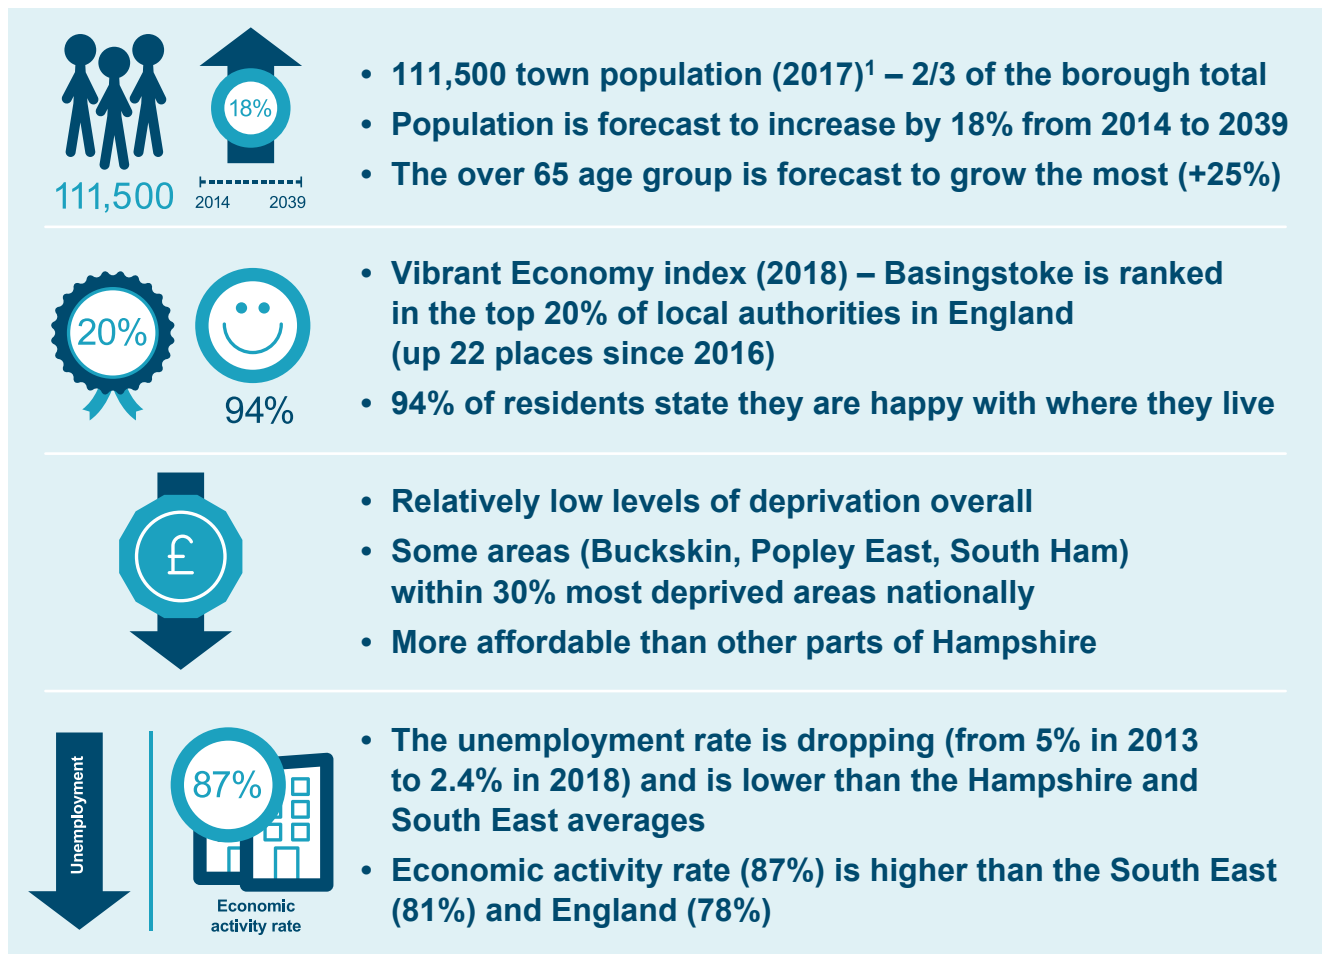 18%
111,500
2014 2039
• 111,500 town population (2017)¹ – 2/3 of the borough total
• Population is forecast to increase by 18% from 2014 to 2039
• The over 65 age group is forecast to grow the most (+25%)
20%
94%
• Vibrant Economy index (2018) – Basingstoke is ranked
in the top 20% of local authorities in England
(up 22 places since 2016)
• 94% of residents state they are happy with where they live
£
• Relatively low levels of deprivation overall
• Some areas (Buckskin, Popley East, South Ham)
within 30% most deprived areas nationally
• More affordable than other parts of Hampshire
Unemployment
87%
Economic
activity rate
• The unemployment rate is dropping (from 5% in 2013
to 2.4% in 2018) and is lower than the Hampshire and
South East averages
• Economic activity rate (87%) is higher than the South East
(81%) and England (78%)